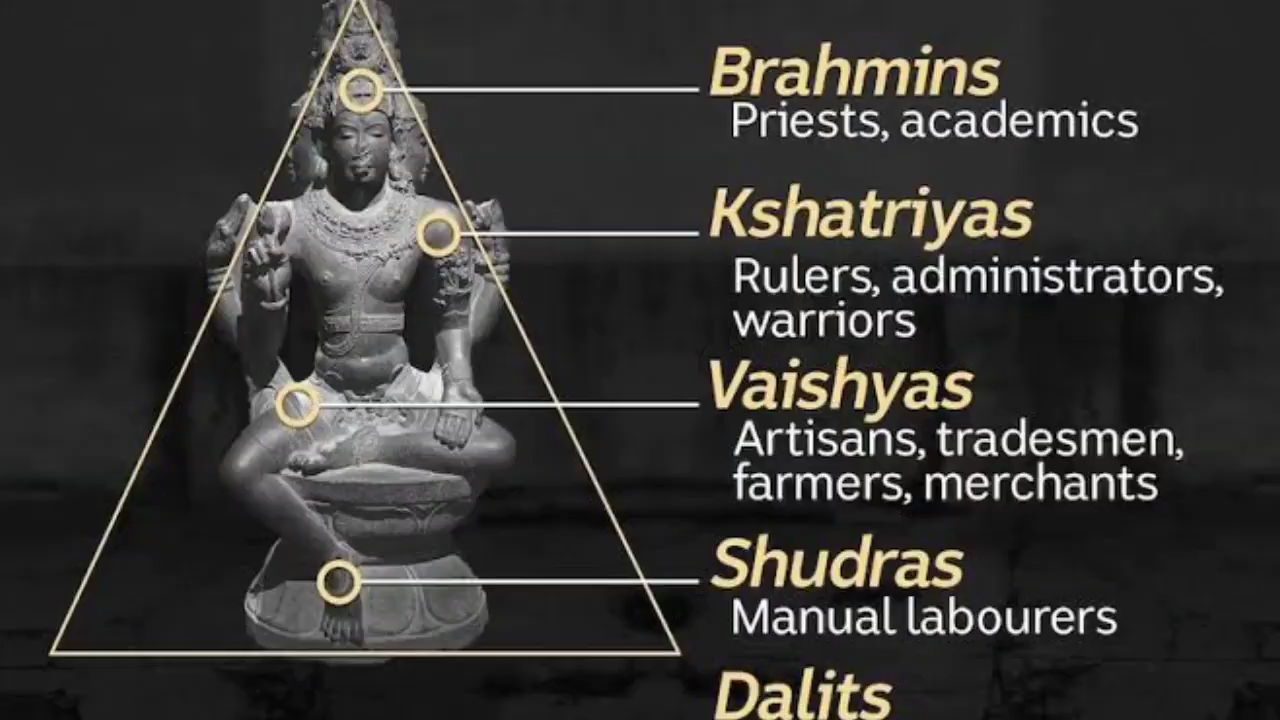 Brahmins
Priests, academics
Kshatriyas
Rulers, administrators,
warriors
Vaishyas
Artisans, tradesmen,
farmers, merchants
Shudras
Manual labourers
Dalits